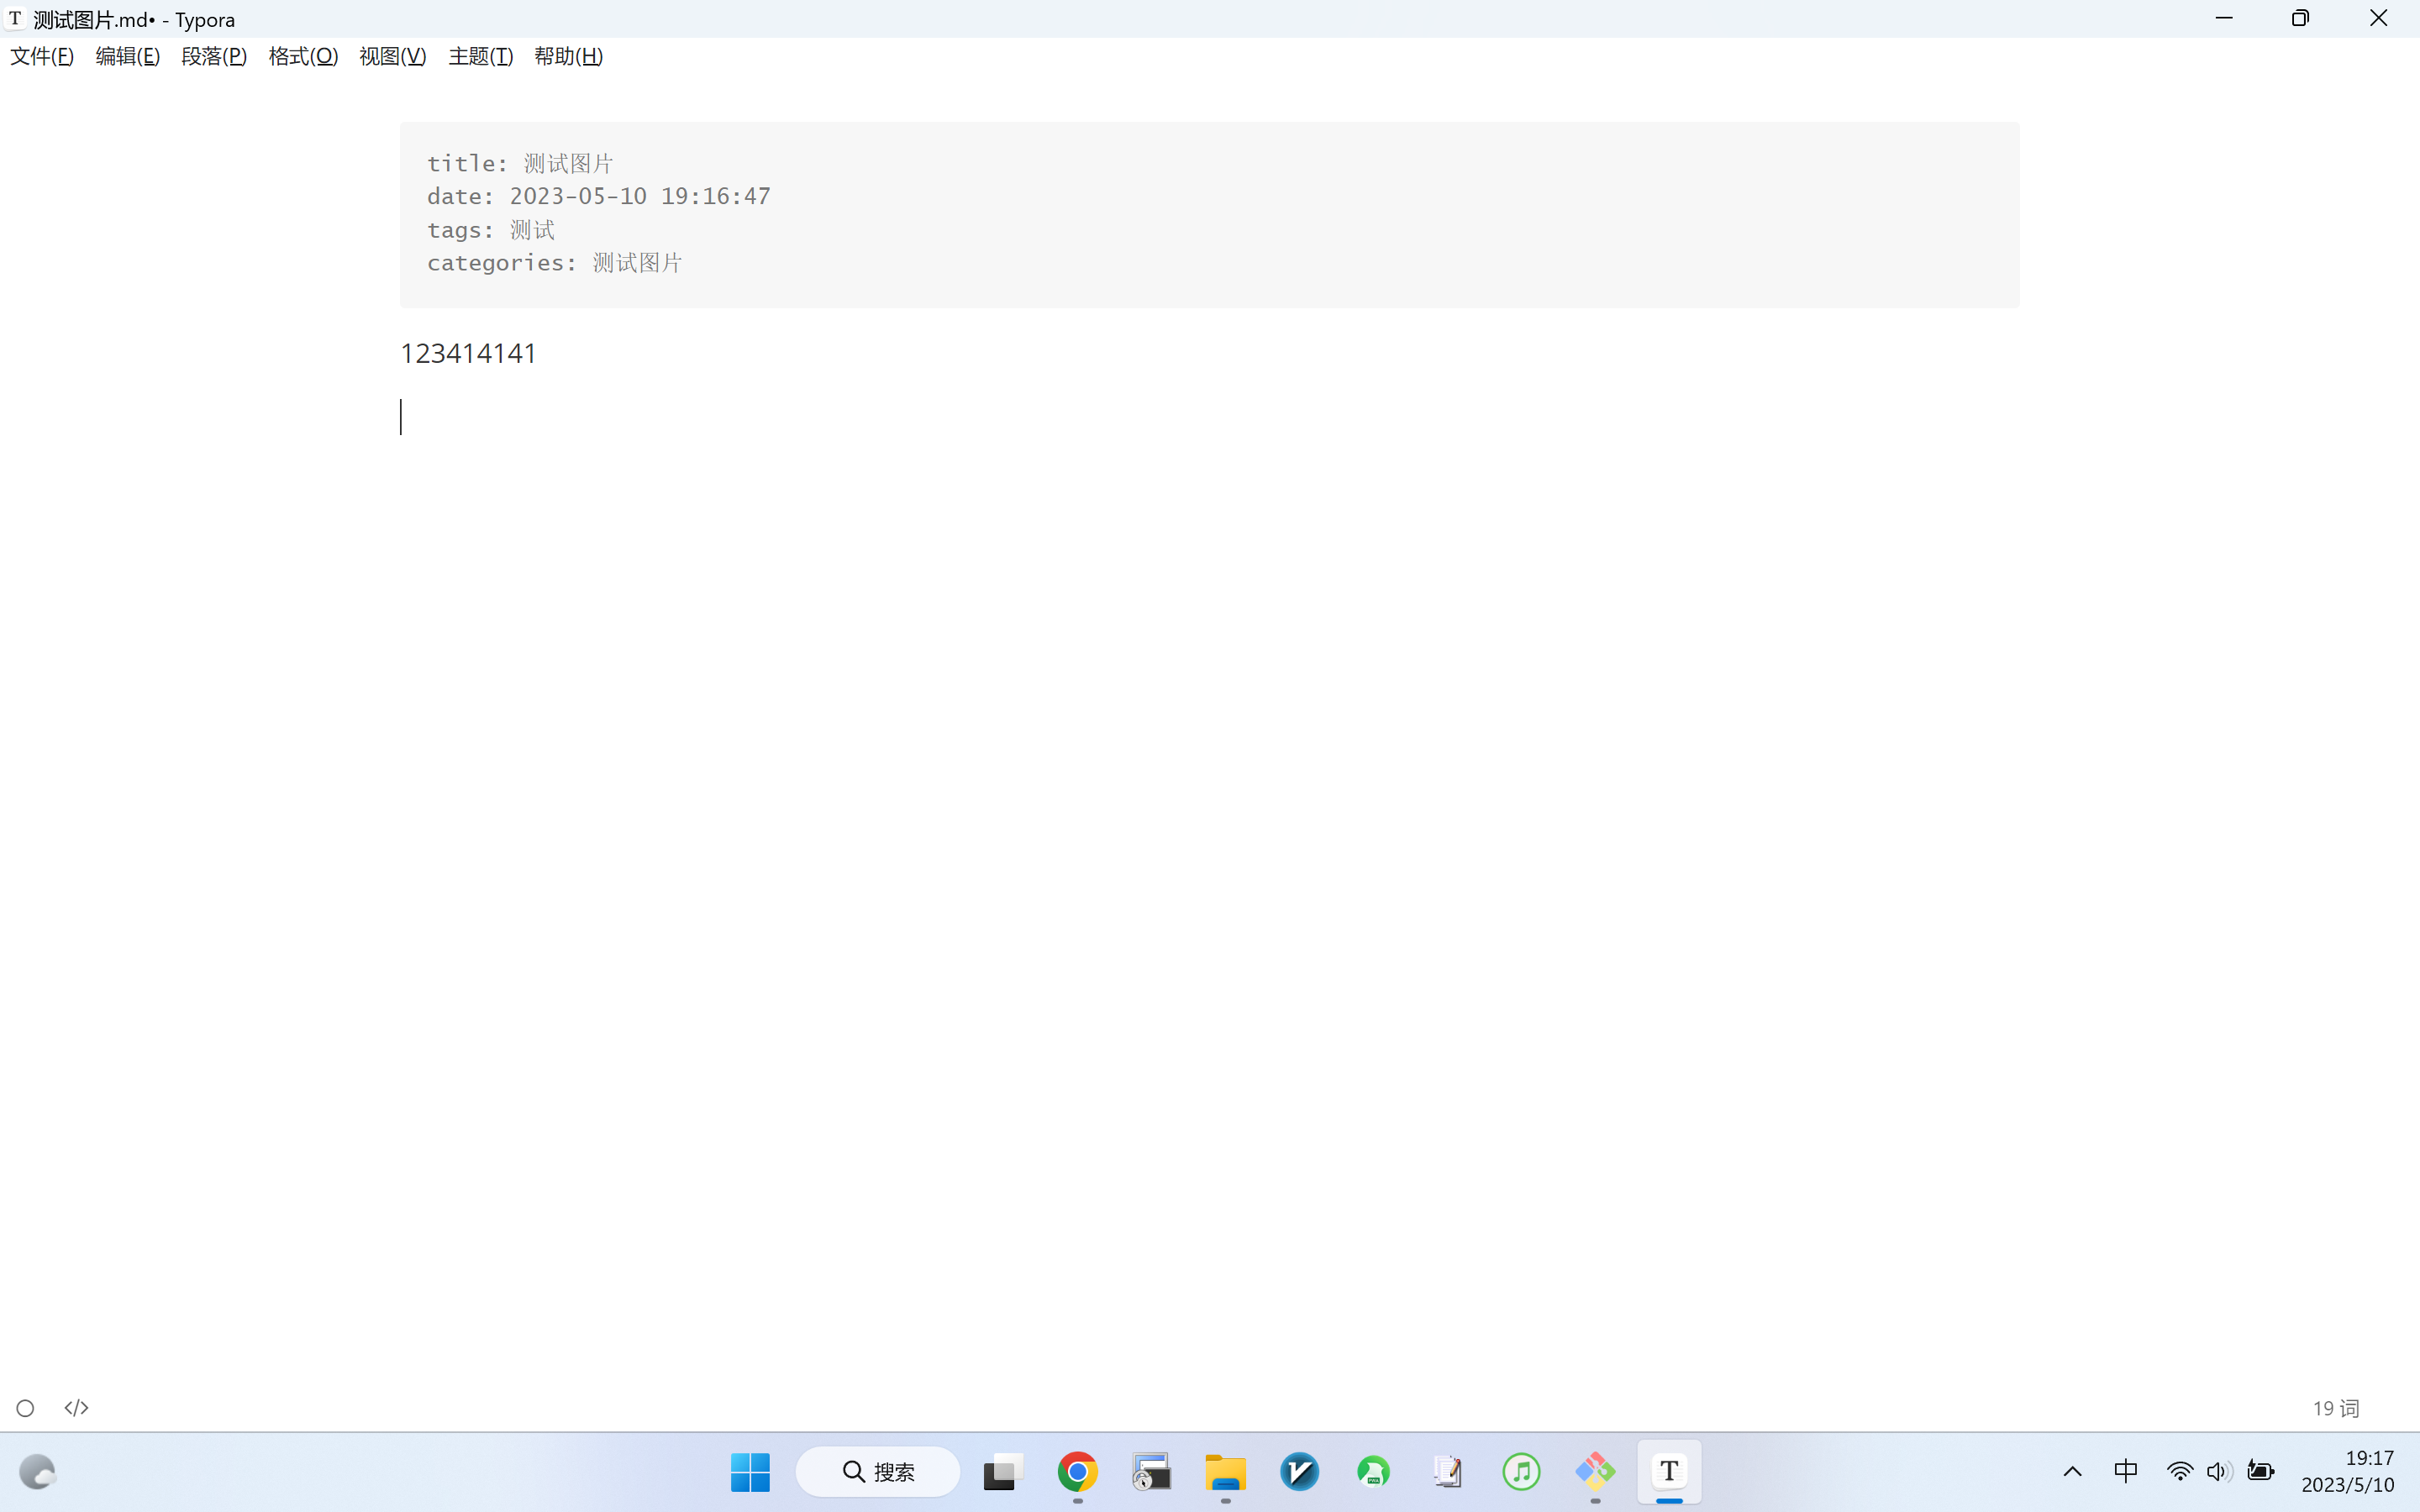 测试图片.md• - Typora
文件(F) 编辑(E) 段落(P) 格式(O) 视图(V) 主题(T) 帮助(H)
title: 测试图片
date: 2023-05-10 19:16:47
tags: 测试
categories: 测试图片
123414141
</> 19 词
搜索 中 19:17
2023/5/10